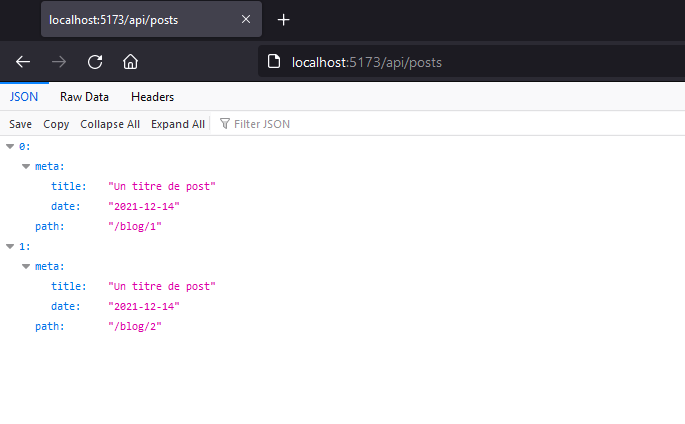 localhost:5173/api/posts
localhost:5173/api/posts
JSON Raw Data Headers
Save Copy Collapse All Expand All Filter JSON
0:
meta:
title: "Un titre de post"
date: "2021-12-14"
path: "/blog/1"
1:
meta:
title: "Un titre de post"
date: "2021-12-14"
path: "/blog/2"